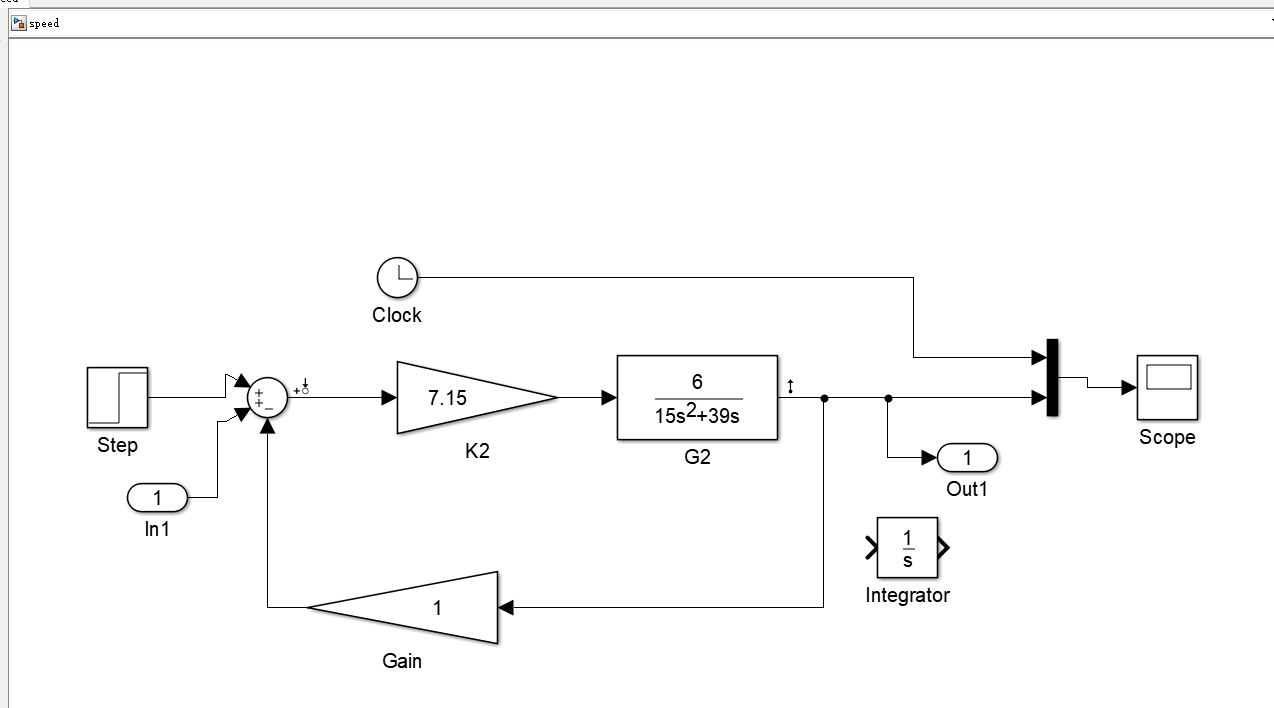 speed
Clock
Step
+
+
−
+
7.15
K2
6
15s2+39s
G2
Scope
1
In1
1
Out1
1
s
Integrator
1
Gain